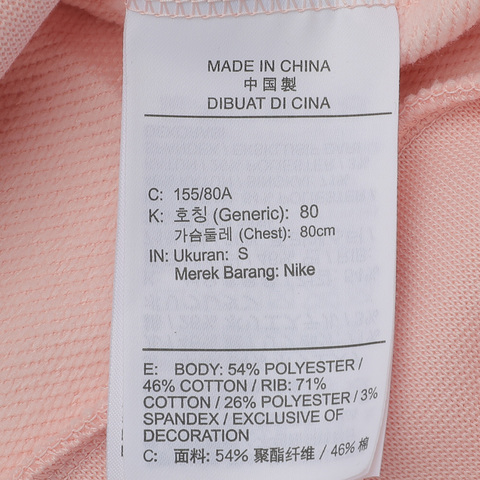 MADE IN CHINA
中国製
DIBUAT DI CINA
C: 155/80A
K: 호칭 (Generic): 80
가슴둘레 (Chest): 80cm
IN: Ukuran: S
Merek Barang: Nike
E: BODY: 54% POLYESTER /
46% COTTON / RIB: 71%
COTTON / 26% POLYESTER / 3%
SPANDEX / EXCLUSIVE OF
DECORATION
C: 面料: 54% 聚酯纤维 / 46% 棉